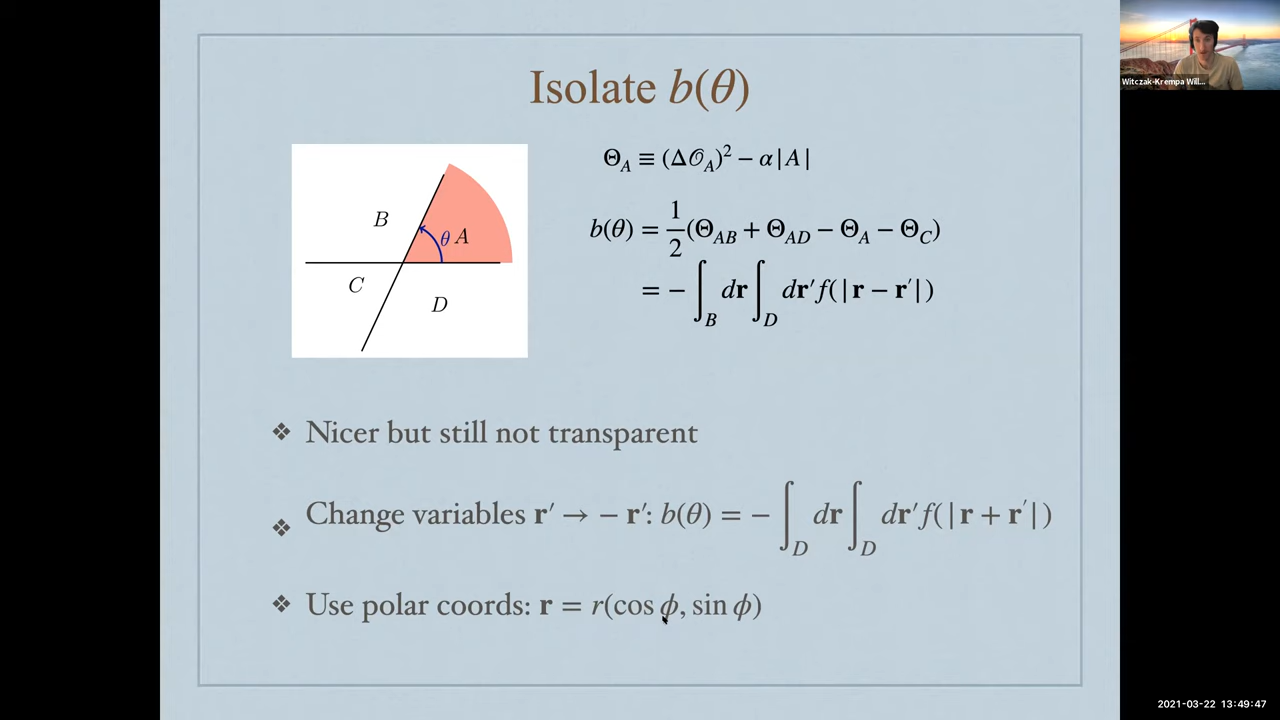 Isolate b(θ)
B
θ A
C
D
Θ_A ≡ (Δ𝒪_A)² − α|A|
b(θ) = 1/2 (Θ_AB + Θ_AD − Θ_A − Θ_C)
= − ∫_B d𝐫 ∫_D d𝐫′ f(|𝐫 − 𝐫′|)
❖ Nicer but still not transparent
❖ Change variables 𝐫′ → − 𝐫′: b(θ) = − ∫_D d𝐫 ∫_D d𝐫′ f(|𝐫 + 𝐫′|)
❖ Use polar coords: 𝐫 = r(cos ϕ, sin ϕ)
Witczak-Krempa Will...
2021-03-22 13:49:47